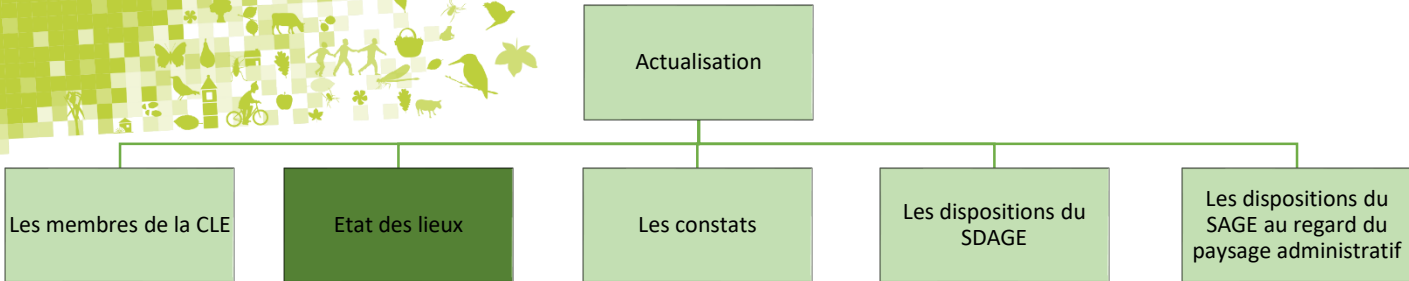 Actualisation
Les membres de la CLE
Etat des lieux
Les constats
Les dispositions du
SDAGE
Les dispositions du
SAGE au regard du
paysage administratif